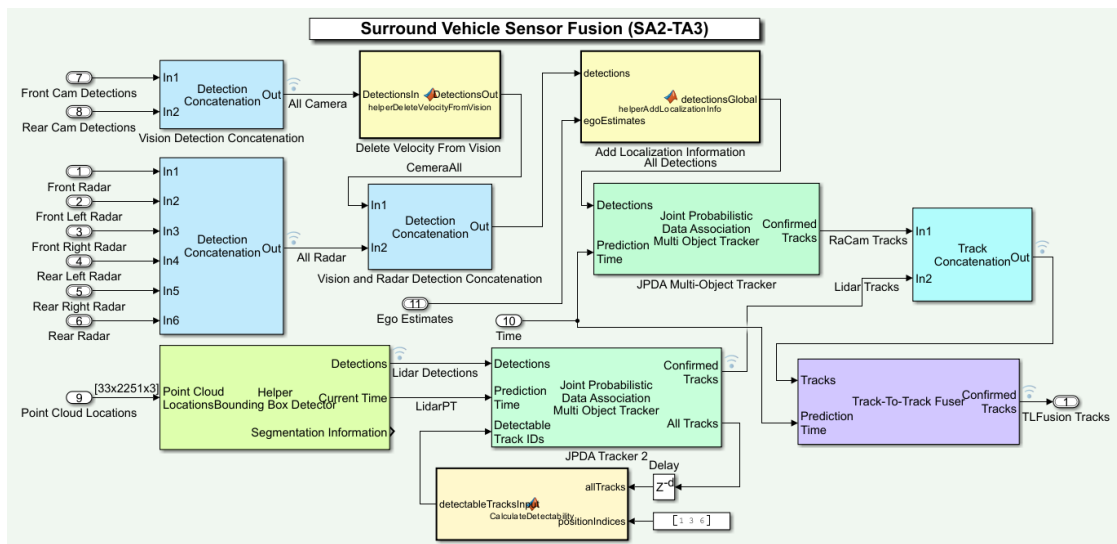 Surround Vehicle Sensor Fusion (SA2-TA3)
7
Front Cam Detections
8
Rear Cam Detections
In1
In2
Detection
Concatenation
Out
Vision Detection Concatenation
All Camera
DetectionsIn
DetectionsOut
helperDeleteVelocityFromVision
Delete Velocity From Vision
CemeraAll
detections
egoEstimates
detectionsGlobal
helperAddLocalizationInfo
Add Localization Information
All Detections
1
Front Radar
2
Front Left Radar
3
Front Right Radar
4
Rear Left Radar
5
Rear Right Radar
6
Rear Radar
In1
In2
In3
In4
In5
In6
Detection
Concatenation
Out
All Radar
In1
In2
Detection
Concatenation
Out
Vision and Radar Detection Concatenation
11
Ego Estimates
10
Time
Detections
Prediction
Time
Joint Probabilistic
Data Association
Multi Object Tracker
Confirmed
Tracks
JPDA Multi-Object Tracker
RaCam Tracks
Lidar Tracks
In1
In2
Track
Concatenation
Out
[33x2251x3]
9
Point Cloud Locations
Point Cloud
Locations
Helper
Bounding Box Detector
Detections
Current Time
Segmentation Information
Lidar Detections
LidarPT
Detections
Prediction
Time
Detectable
Track IDs
Joint Probabilistic
Data Association
Multi Object Tracker
Confirmed
Tracks
All Tracks
JPDA Tracker 2
Delay
Z-d
allTracks
positionIndices
detectableTracksInput
CalculateDetectability
[1 3 6]
Tracks
Prediction
Time
Track-To-Track Fuser
Confirmed
Tracks
1
TLFusion Tracks